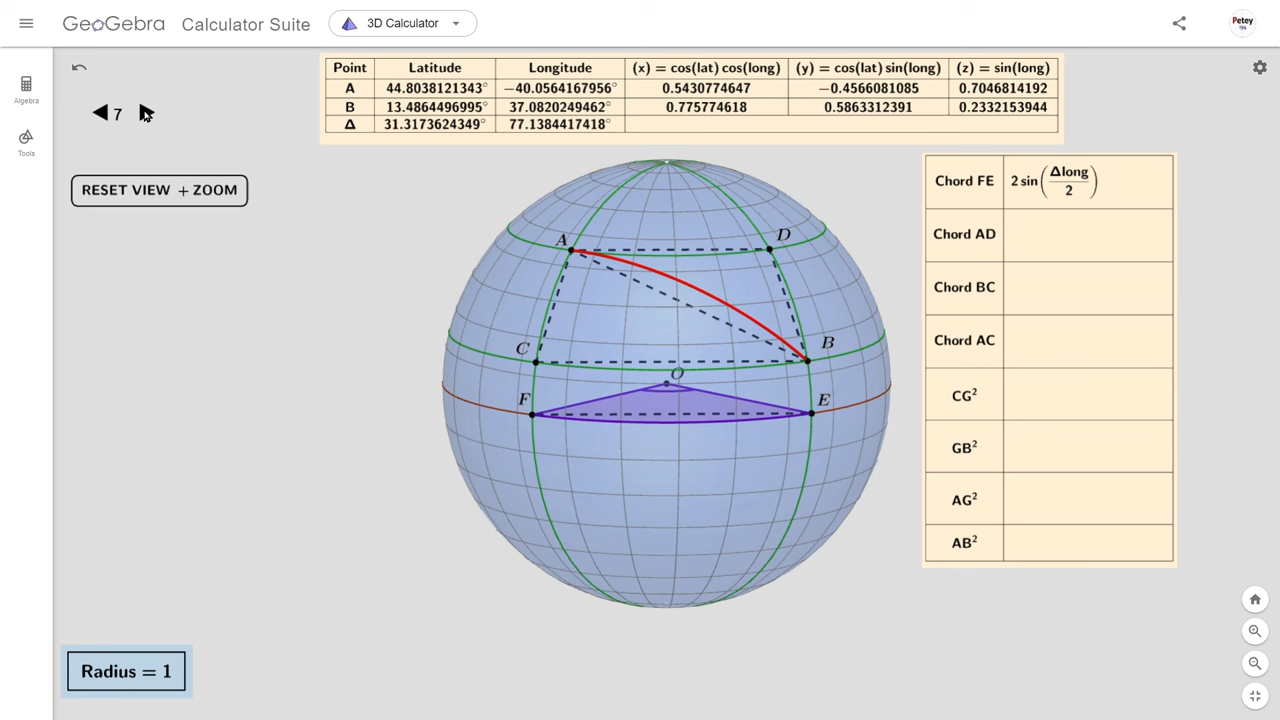 GeoGebra Calculator Suite 3D Calculator Petey 194
Algebra
Tools
7
RESET VIEW + ZOOM
Point Latitude Longitude (x) = cos(lat) cos(long) (y) = cos(lat) sin(long) (z) = sin(long)
A 44.8038121343° −40.0564167956° 0.5430774647 −0.4566081085 0.7046814192
B 13.4864496995° 37.0820249462° 0.775774618 0.5863312391 0.2332153944
Δ 31.3173624349° 77.1384417418°
A
D
C
B
O
F
E
Chord FE 2 sin(Δlong/2)
Chord AD
Chord BC
Chord AC
CG²
GB²
AG²
AB²
Radius = 1